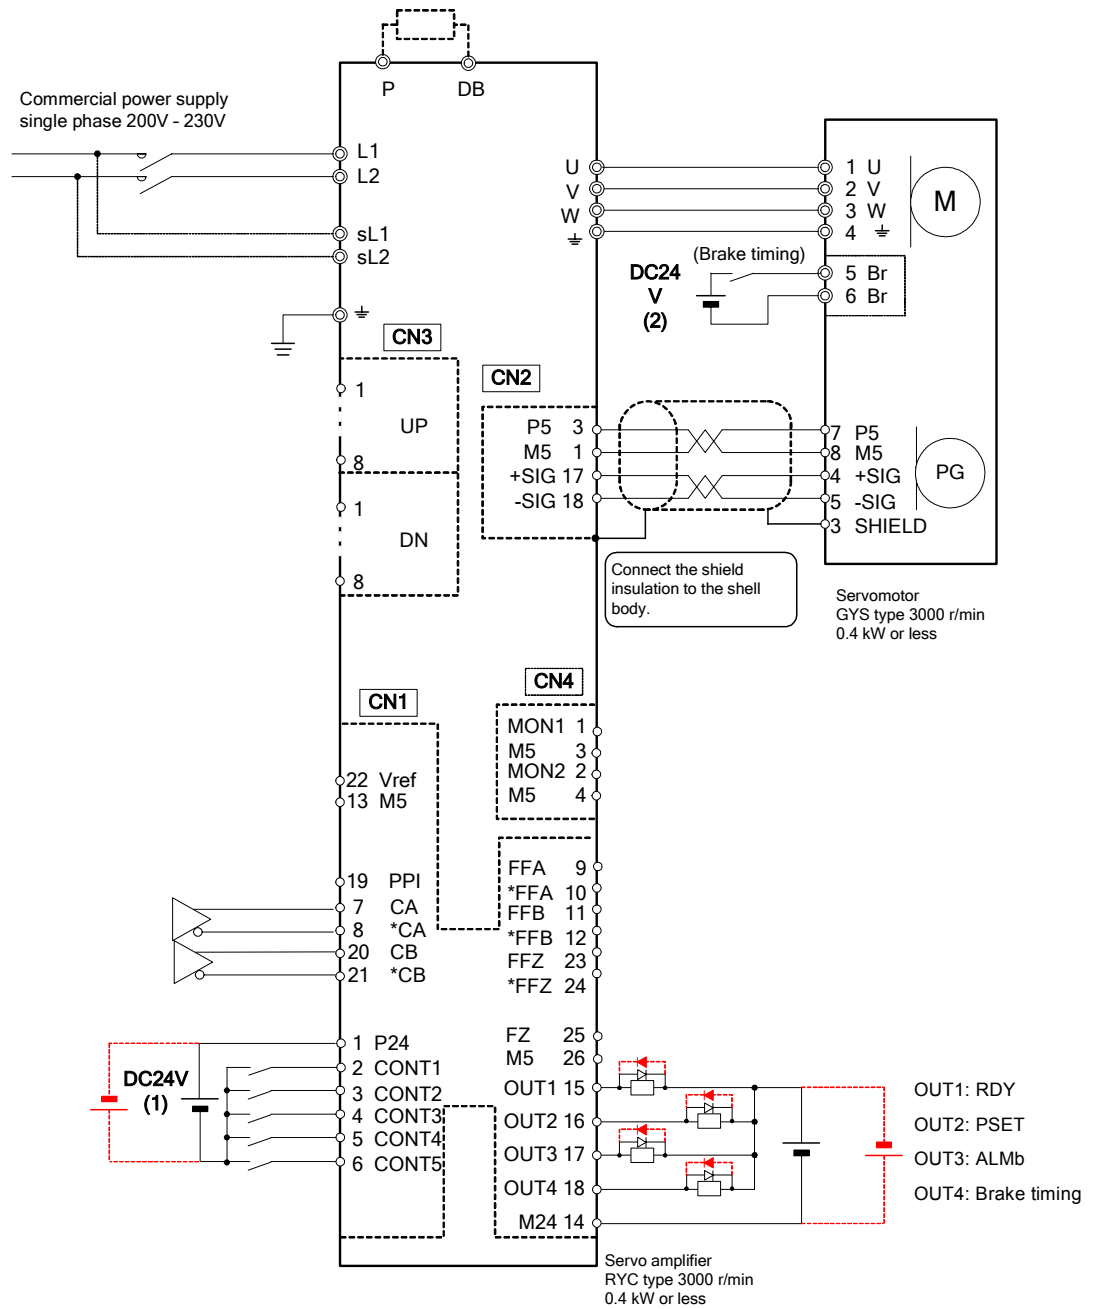 P
DB
Commercial power supply
single phase 200V - 230V
L1
L2
sL1
sL2
U
V
W
1 U
2 V
3 W
4
M
(Brake timing)
DC24
V
(2)
5 Br
6 Br
CN3
1
UP
8
1
DN
8
CN2
P5 3
M5 1
+SIG 17
-SIG 18
7 P5
8 M5
4 +SIG
5 -SIG
3 SHIELD
PG
Connect the shield
insulation to the shell
body.
Servomotor
GYS type 3000 r/min
0.4 kW or less
CN4
MON1 1
M5 3
MON2 2
M5 4
CN1
22 Vref
13 M5
19 PPI
7 CA
8 *CA
20 CB
21 *CB
FFA 9
*FFA 10
FFB 11
*FFB 12
FFZ 23
*FFZ 24
FZ 25
M5 26
DC24V
(1)
1 P24
2 CONT1
3 CONT2
4 CONT3
5 CONT4
6 CONT5
OUT1 15
OUT2 16
OUT3 17
OUT4 18
M24 14
OUT1: RDY
OUT2: PSET
OUT3: ALMb
OUT4: Brake timing
Servo amplifier
RYC type 3000 r/min
0.4 kW or less